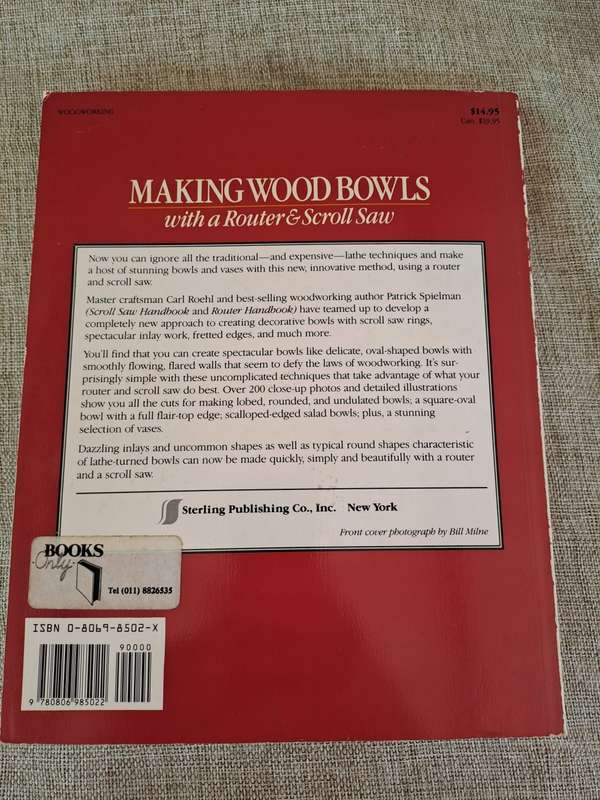 WOODWORKING
$14.95
Can. $19.95
MAKING WOOD BOWLS
with a Router & Scroll Saw
Now you can ignore all the traditional—and expensive—lathe techniques and make
a host of stunning bowls and vases with this new, innovative method, using a router
and scroll saw.
Master craftsman Carl Roehl and best-selling woodworking author Patrick Spielman
(Scroll Saw Handbook and Router Handbook) have teamed up to develop a
completely new approach to creating decorative bowls with scroll saw rings,
spectacular inlay work, fretted edges, and much more.
You'll find that you can create spectacular bowls like delicate, oval-shaped bowls with
smoothly flowing, flared walls that seem to defy the laws of woodworking. It's sur-
prisingly simple with these uncomplicated techniques that take advantage of what your
router and scroll saw do best. Over 200 close-up photos and detailed illustrations
show you all the cuts for making lobed, rounded, and undulated bowls; a square-oval
bowl with a full flair-top edge; scalloped-edged salad bowls; plus, a stunning
selection of vases.
Dazzling inlays and uncommon shapes as well as typical round shapes characteristic
of lathe-turned bowls can now be made quickly, simply and beautifully with a router
and a scroll saw.
Sterling Publishing Co., Inc. New York
Front cover photograph by Bill Milne
BOOKS
Only
Tel (011) 8826535
ISBN 0-8069-8502-X
90000
9 780806 985022